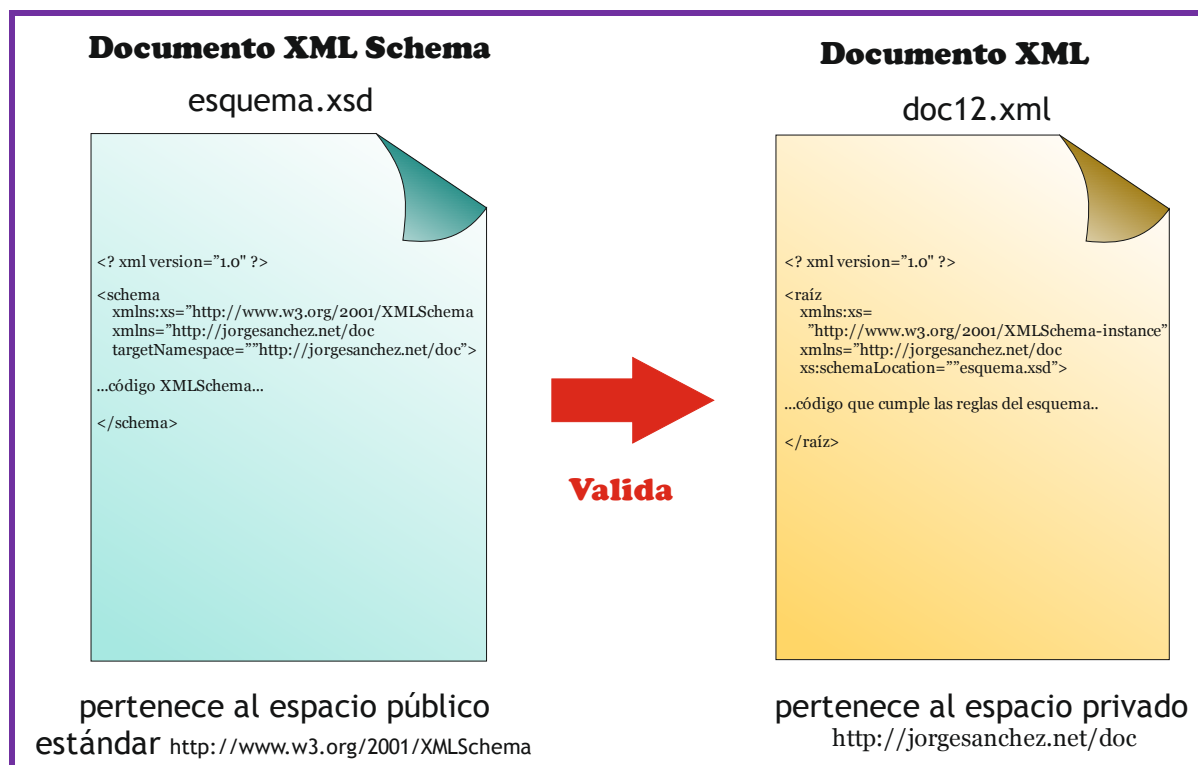 Documento XML Schema
esquema.xsd
<? xml version=”1.0" ?>
<schema
xmlns:xs=”http://www.w3.org/2001/XMLSchema
xmlns=”http://jorgesanchez.net/doc
targetNamespace=””http://jorgesanchez.net/doc”>
...código XMLSchema...
</schema>
pertenece al espacio público
estándar http://www.w3.org/2001/XMLSchema
Valida
Documento XML
doc12.xml
<? xml version=”1.0" ?>
<raíz
xmlns:xs=
”http://www.w3.org/2001/XMLSchema-instance”
xmlns=”http://jorgesanchez.net/doc
xs:schemaLocation=””esquema.xsd”>
...código que cumple las reglas del esquema..
</raíz>
pertenece al espacio privado
http://jorgesanchez.net/doc